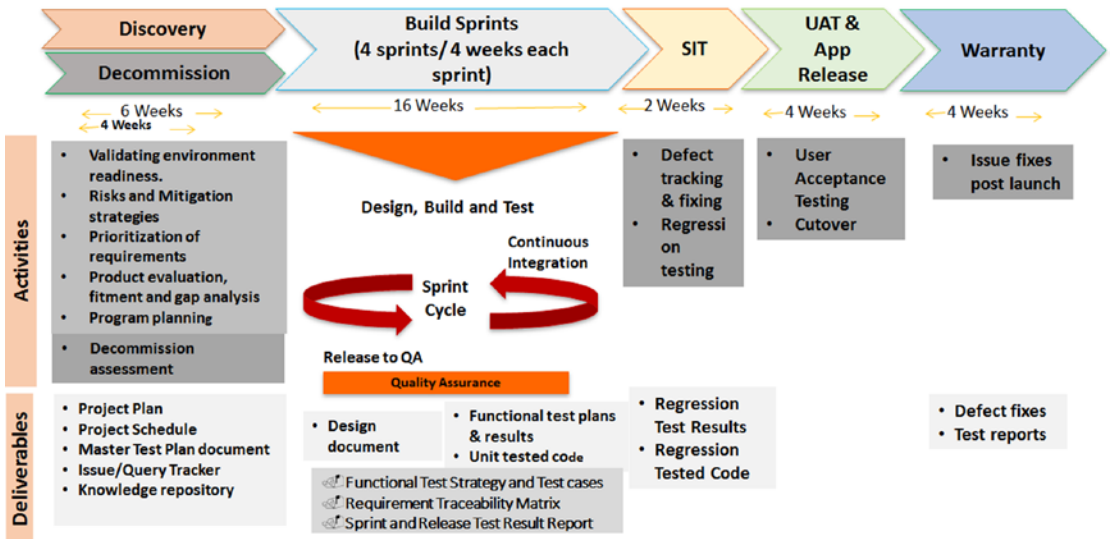 Discovery
Decommission
Build Sprints
(4 sprints/ 4 weeks each
sprint)
SIT
UAT &
App
Release
Warranty
6 Weeks
4 Weeks
16 Weeks
2 Weeks
4 Weeks
4 Weeks
Activities
• Validating environment
readiness.
• Risks and Mitigation
strategies
• Prioritization of
requirements
• Product evaluation,
fitment and gap analysis
• Program planning
• Decommission
assessment
Design, Build and Test
Continuous
Integration
Sprint
Cycle
Release to QA
Quality Assurance
• Defect
tracking
& fixing
• Regressi
on
testing
• User
Acceptance
Testing
• Cutover
• Issue fixes
post launch
Deliverables
• Project Plan
• Project Schedule
• Master Test Plan document
• Issue/Query Tracker
• Knowledge repository
• Design
document
• Functional test plans
& results
• Unit tested code
Functional Test Strategy and Test cases
Requirement Traceability Matrix
Sprint and Release Test Result Report
• Regression
Test Results
• Regression
Tested Code
• Defect fixes
• Test reports